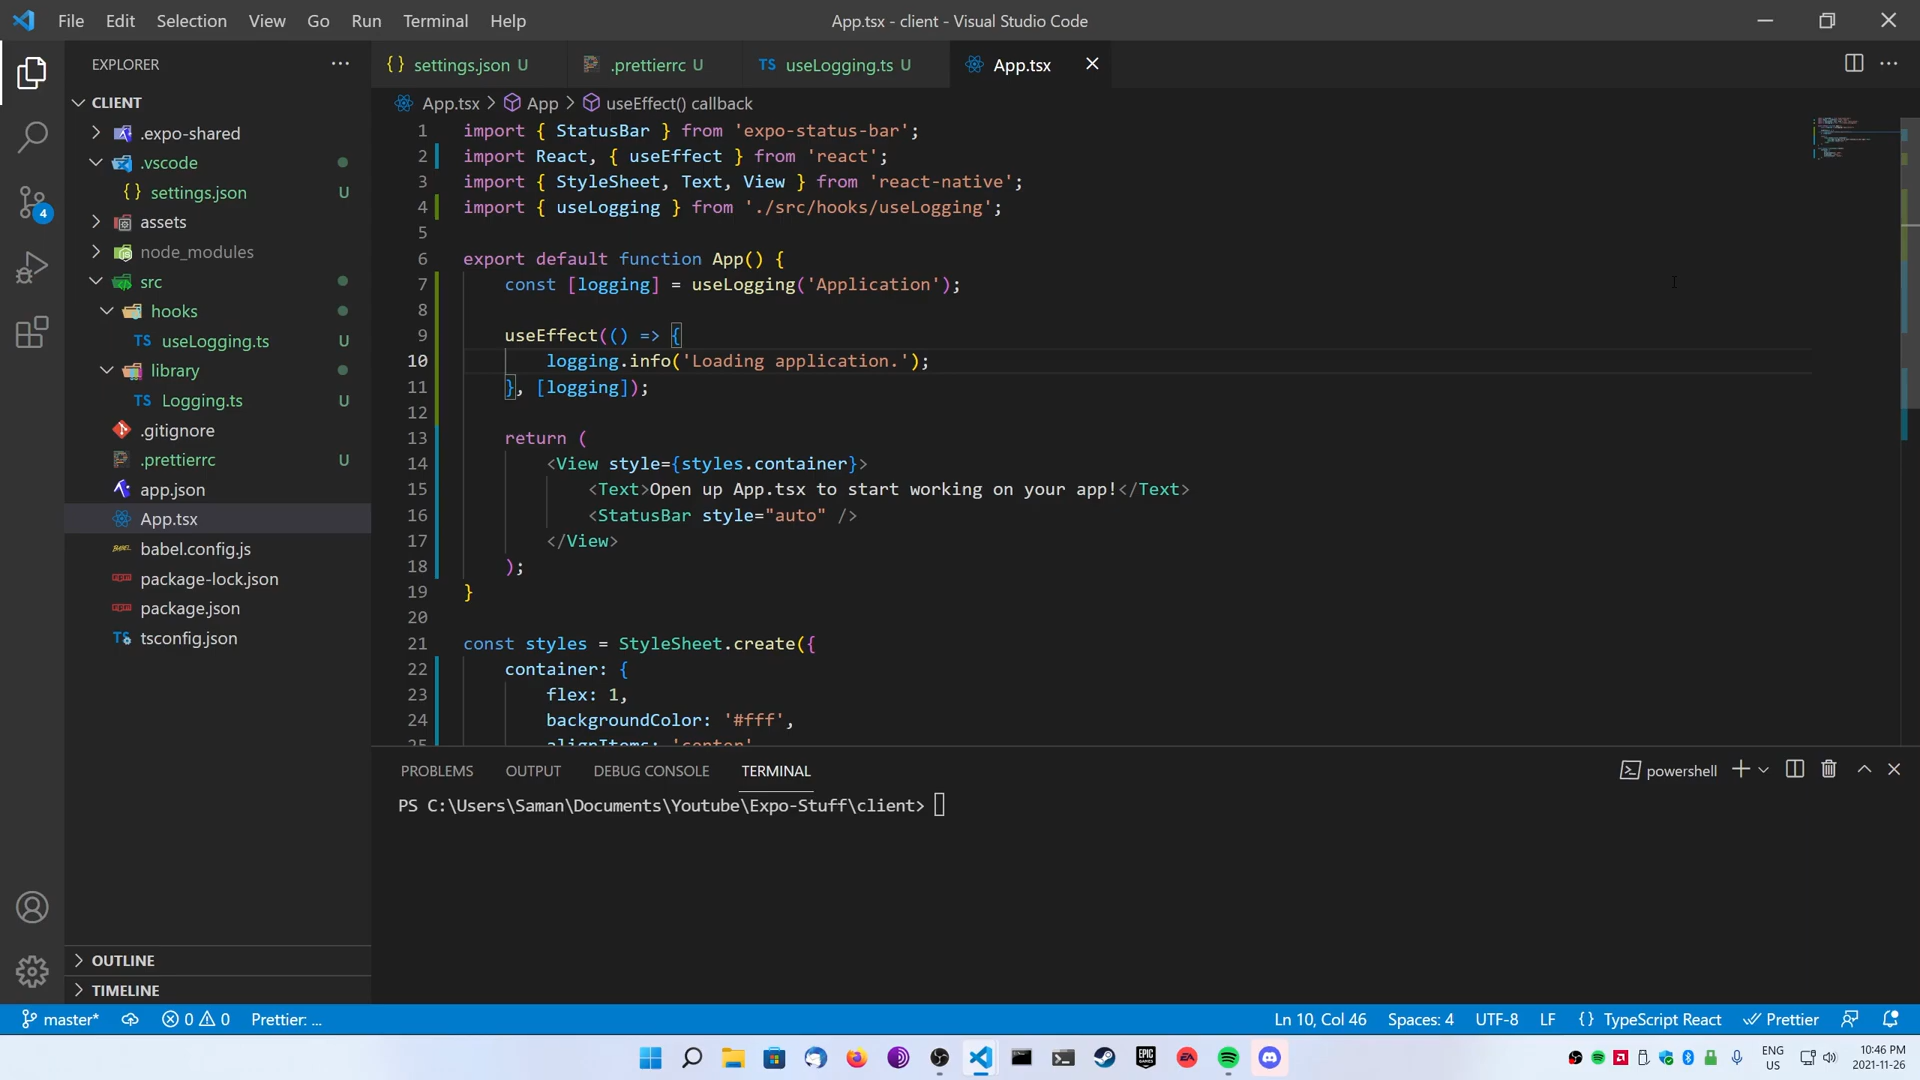 File Edit Selection View Go Run Terminal Help
App.tsx - client - Visual Studio Code
EXPLORER
settings.json U
.prettierrc U
TS useLogging.ts U
App.tsx
CLIENT
.expo-shared
.vscode
settings.json U
assets
node_modules
src
hooks
TS useLogging.ts U
library
TS Logging.ts U
.gitignore
.prettierrc U
app.json
App.tsx
babel.config.js
package-lock.json
package.json
tsconfig.json
OUTLINE
TIMELINE
4
App.tsx > App > useEffect() callback
1 import { StatusBar } from 'expo-status-bar';
2 import React, { useEffect } from 'react';
3 import { StyleSheet, Text, View } from 'react-native';
4 import { useLogging } from './src/hooks/useLogging';
5
6 export default function App() {
7 const [logging] = useLogging('Application');
8
9 useEffect(() => {
10 logging.info('Loading application.');
11 }, [logging]);
12
13 return (
14 <View style={styles.container}>
15 <Text>Open up App.tsx to start working on your app!</Text>
16 <StatusBar style="auto" />
17 </View>
18 );
19 }
20
21 const styles = StyleSheet.create({
22 container: {
23 flex: 1,
24 backgroundColor: '#fff',
25 alignItems: 'center'
PROBLEMS OUTPUT DEBUG CONSOLE TERMINAL
powershell
PS C:\Users\Saman\Documents\Youtube\Expo-Stuff\client>
master* 0 0 Prettier: ...
Ln 10, Col 46 Spaces: 4 UTF-8 LF {} TypeScript React Prettier
ENG
US
10:46 PM
2021-11-26